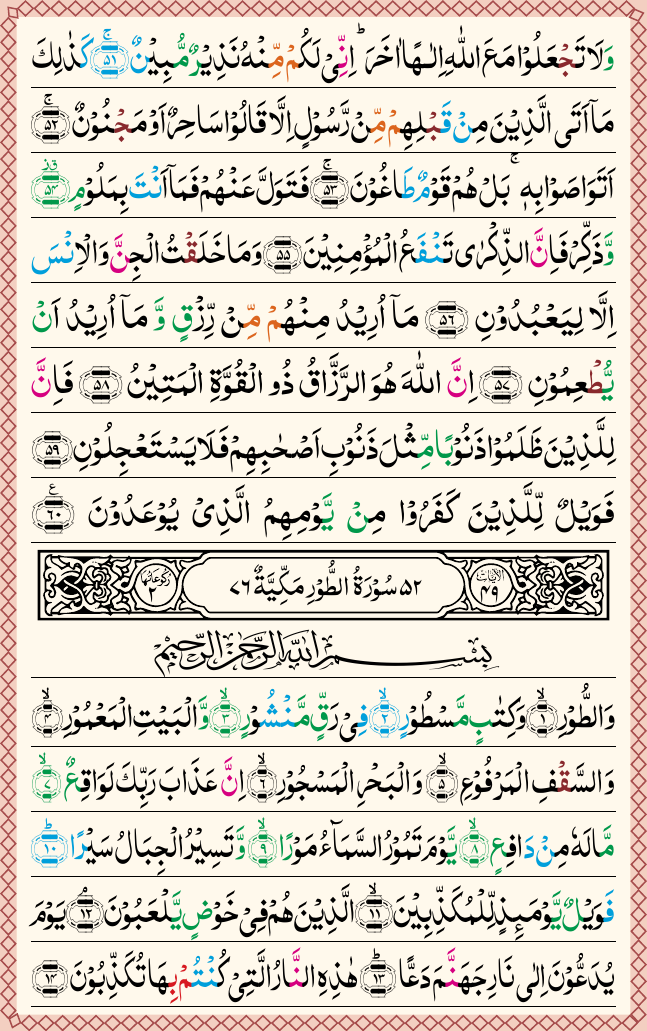 وَلَا تَجۡعَلُوۡا مَعَ اللّٰهِ اِلٰهًا اٰخَرَ​ؕ اِنِّىۡ لَكُمۡ مِّنۡهُ نَذِيۡرٌ مُّبِيۡنٌ​ۚ‏ ﴿۵۱﴾ كَذٰلِكَ
مَاۤ اَتَى الَّذِيۡنَ مِنۡ قَبۡلِهِمۡ مِّنۡ رَّسُوۡلٍ اِلَّا قَالُوۡا سَاحِرٌ اَوۡ مَجۡنُوۡنٌ​ۚ‏ ﴿۵۲﴾
اَتَوَاصَوۡا بِهٖ​ۚ بَلۡ هُمۡ قَوۡمٌ طَاغُوۡنَ​ۚ‏ ﴿۵۳﴾ فَتَوَلَّ عَنۡهُمۡ فَمَاۤ اَنۡتَ بِمَلُوۡمٍ ﴿۵۴﴾
وَّذَكِّرۡ فَاِنَّ الذِّكۡرٰى تَنۡفَعُ الۡمُؤۡمِنِيۡنَ‏ ﴿۵۵﴾ وَمَا خَلَقۡتُ الۡجِنَّ وَالۡاِنۡسَ
اِلَّا لِيَعۡبُدُوۡنِ‏ ﴿۵۶﴾ مَاۤ اُرِيۡدُ مِنۡهُمۡ مِّنۡ رِّزۡقٍ وَّمَاۤ اُرِيۡدُ اَنۡ
يُّطۡعِمُوۡنِ‏ ﴿۵۷﴾ اِنَّ اللّٰهَ هُوَ الرَّزَّاقُ ذُو الۡقُوَّةِ الۡمَتِيۡنُ‏ ﴿۵۸﴾ فَاِنَّ
لِلَّذِيۡنَ ظَلَمُوۡا ذَنُوۡبًا مِّثۡلَ ذَنُوۡبِ اَصۡحٰبِهِمۡ فَلَا يَسۡتَعۡجِلُوۡنِ‏ ﴿۵۹﴾
فَوَيۡلٌ لِّلَّذِيۡنَ كَفَرُوۡا مِنۡ يَّوۡمِهِمُ الَّذِىۡ يُوۡعَدُوۡنَ ﴿۶۰﴾
الآیاتها ۴۹ ۵۲ سُوۡرَةُ الطُّوۡرِ مَكِّيَّةٌ ۷۶ رکوعاتها ۲
بِسۡمِ اللّٰهِ الرَّحۡمٰنِ الرَّحِيۡمِ
وَالطُّوۡرِۙ‏ ﴿۱﴾ وَكِتٰبٍ مَّسۡطُوۡرٍۙ‏ ﴿۲﴾ فِىۡ رَقٍّ مَّنۡشُوۡرٍۙ‏ ﴿۳﴾ وَّالۡبَيۡتِ الۡمَعۡمُوۡرِۙ‏ ﴿۴﴾
وَالسَّقۡفِ الۡمَرۡفُوۡعِۙ‏ ﴿۵﴾ وَالۡبَحۡرِ الۡمَسۡجُوۡرِۙ‏ ﴿۶﴾ اِنَّ عَذَابَ رَبِّكَ لَوَاقِعٌ ۙ‏ ﴿۷﴾
مَّا لَهٗ مِنۡ دَافِعٍۙ‏ ﴿۸﴾ يَّوۡمَ تَمُوۡرُ السَّمَآءُ مَوۡرًاۙ‏ ﴿۹﴾ وَّتَسِيۡرُ الۡجِبَالُ سَيۡرًاؕ‏ ﴿۱۰﴾
فَوَيۡلٌ يَّوۡمَٮِٕذٍ لِّلۡمُكَذِّبِيۡنَۙ‏ ﴿۱۱﴾ الَّذِيۡنَ هُمۡ فِىۡ خَوۡضٍ يَّلۡعَبُوۡنَ​ۘ‏ ﴿۱۲﴾ يَوۡمَ
يُدَعُّوۡنَ اِلٰى نَارِ جَهَنَّمَ دَعًّاؕ‏ ﴿۱۳﴾ هٰذِهِ النَّارُ الَّتِىۡ كُنۡتُمۡ بِهَا تُكَذِّبُوۡنَ‏ ﴿۱۴﴾